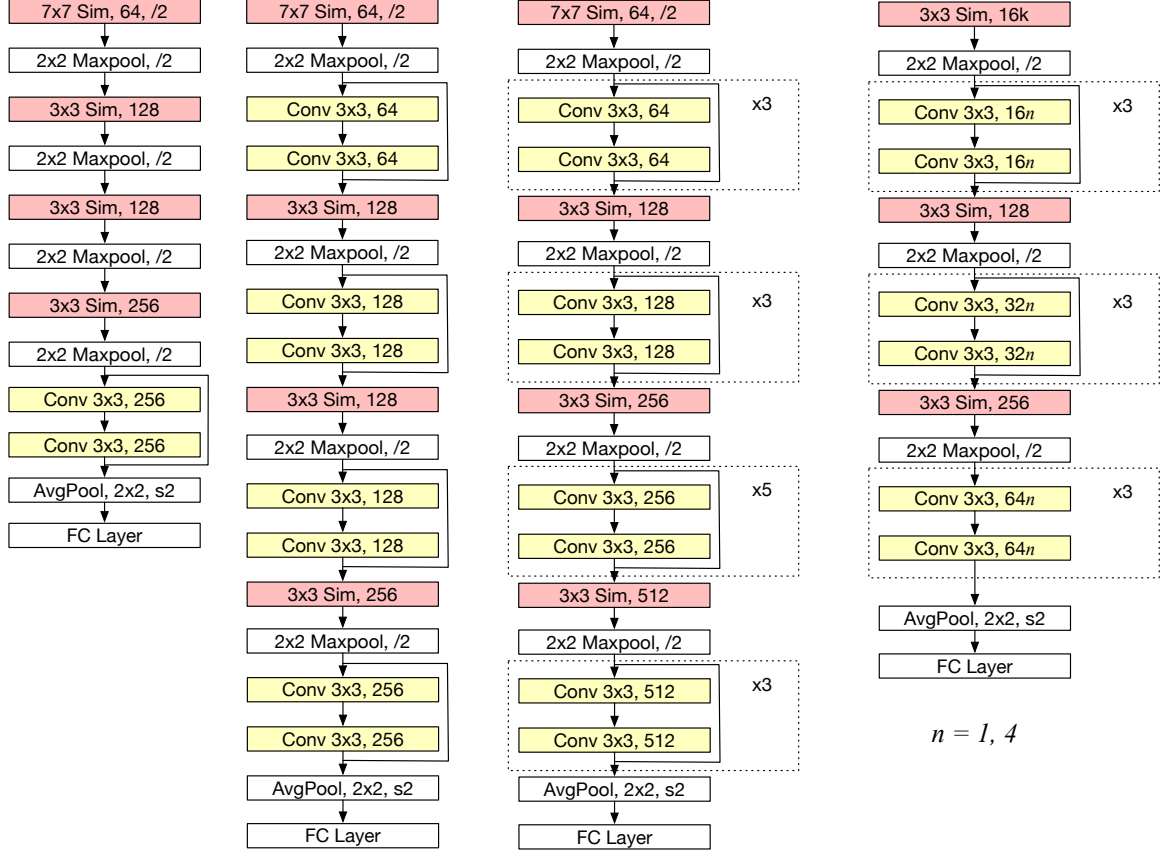 7x7 Sim, 64, /2
2x2 Maxpool, /2
3x3 Sim, 128
2x2 Maxpool, /2
3x3 Sim, 128
2x2 Maxpool, /2
3x3 Sim, 256
2x2 Maxpool, /2
Conv 3x3, 256
Conv 3x3, 256
AvgPool, 2x2, s2
FC Layer
7x7 Sim, 64, /2
2x2 Maxpool, /2
Conv 3x3, 64
Conv 3x3, 64
3x3 Sim, 128
2x2 Maxpool, /2
Conv 3x3, 128
Conv 3x3, 128
3x3 Sim, 128
2x2 Maxpool, /2
Conv 3x3, 128
Conv 3x3, 128
3x3 Sim, 256
2x2 Maxpool, /2
Conv 3x3, 256
Conv 3x3, 256
AvgPool, 2x2, s2
FC Layer
7x7 Sim, 64, /2
2x2 Maxpool, /2
x3
Conv 3x3, 64
Conv 3x3, 64
3x3 Sim, 128
2x2 Maxpool, /2
x3
Conv 3x3, 128
Conv 3x3, 128
3x3 Sim, 256
2x2 Maxpool, /2
x5
Conv 3x3, 256
Conv 3x3, 256
3x3 Sim, 512
2x2 Maxpool, /2
x3
Conv 3x3, 512
Conv 3x3, 512
AvgPool, 2x2, s2
FC Layer
3x3 Sim, 16k
2x2 Maxpool, /2
x3
Conv 3x3, 16n
Conv 3x3, 16n
3x3 Sim, 128
2x2 Maxpool, /2
x3
Conv 3x3, 32n
Conv 3x3, 32n
3x3 Sim, 256
2x2 Maxpool, /2
x3
Conv 3x3, 64n
Conv 3x3, 64n
AvgPool, 2x2, s2
FC Layer
n = 1, 4